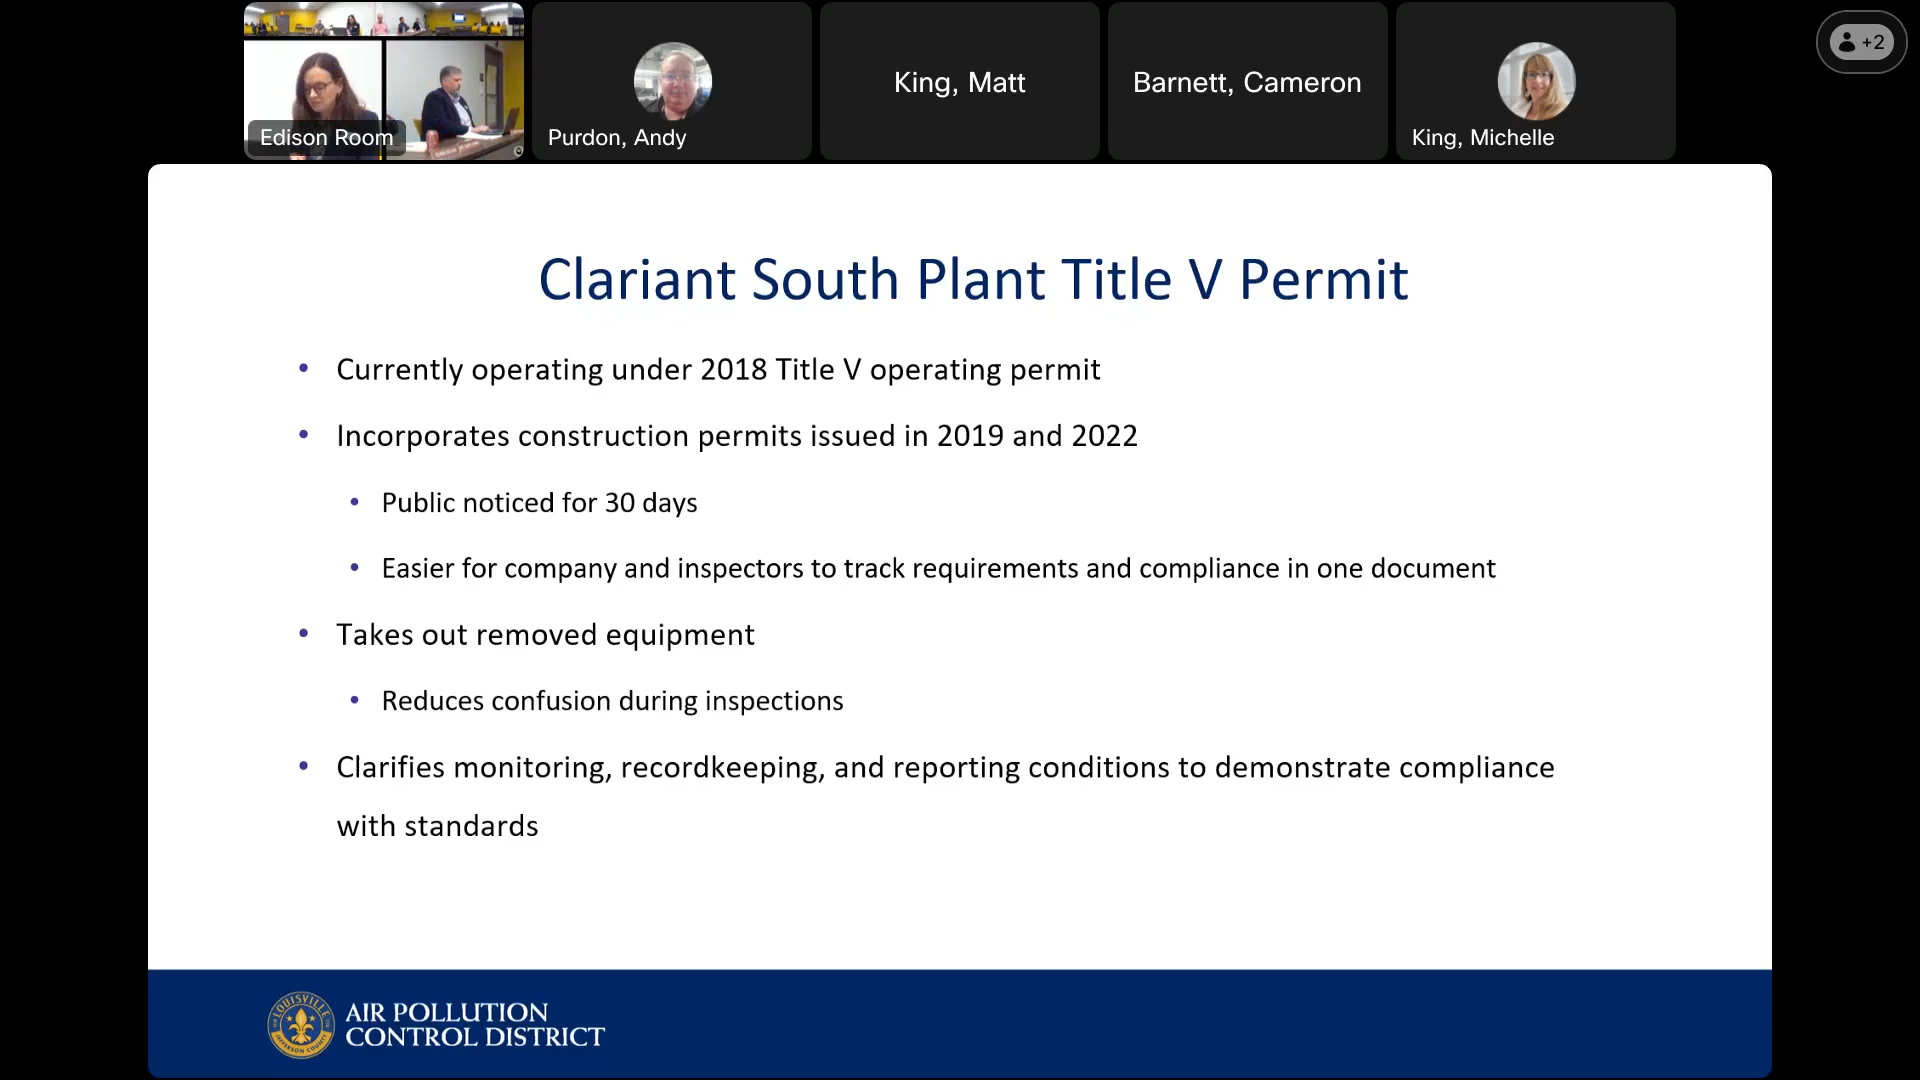 Edison Room
Purdon, Andy
King, Matt
Barnett, Cameron
King, Michelle
+2
Clariant South Plant Title V Permit
• Currently operating under 2018 Title V operating permit
• Incorporates construction permits issued in 2019 and 2022
• Public noticed for 30 days
• Easier for company and inspectors to track requirements and compliance in one document
• Takes out removed equipment
• Reduces confusion during inspections
• Clarifies monitoring, recordkeeping, and reporting conditions to demonstrate compliance
with standards
LOUISVILLE
JEFFERSON COUNTY
AIR POLLUTION
CONTROL DISTRICT